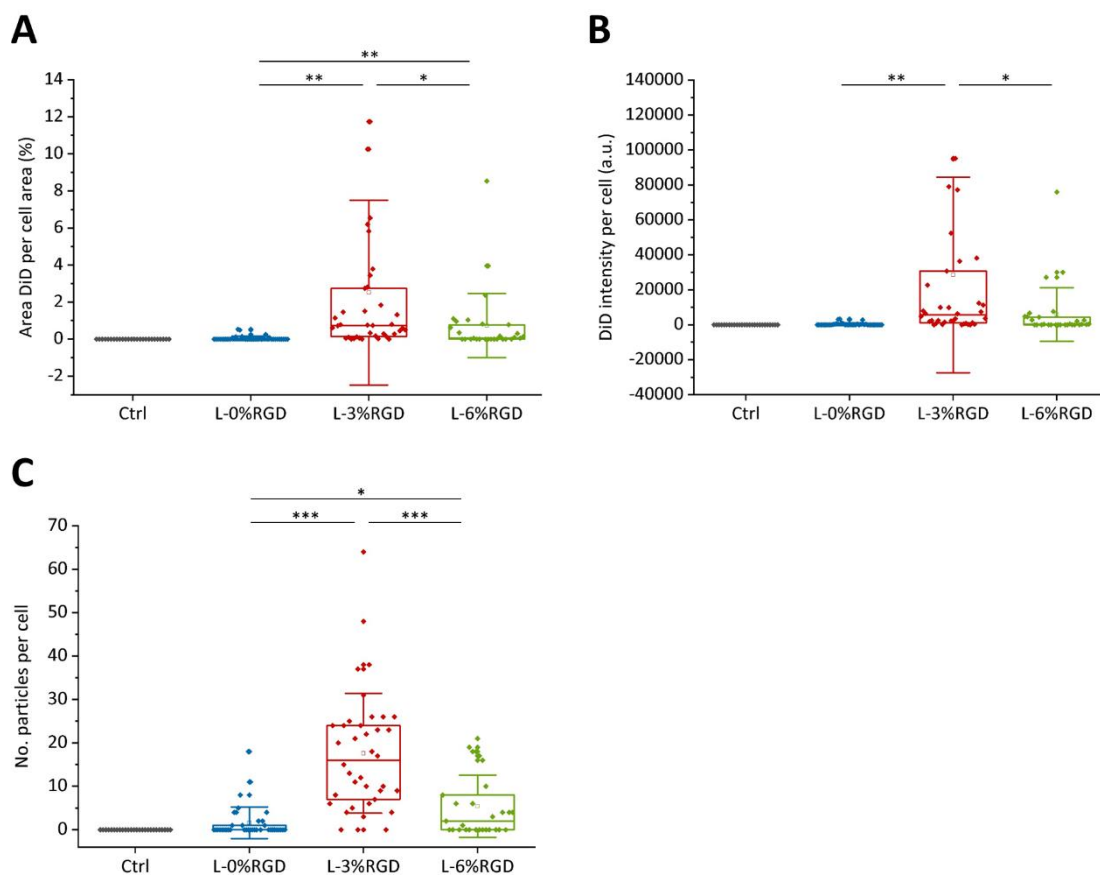 A
Area DiD per cell area (%)
14
12
10
8
6
4
2
0
-2
**
**
*
Ctrl
L-0%RGD
L-3%RGD
L-6%RGD
B
DiD intensity per cell (a.u.)
140000
120000
100000
80000
60000
40000
20000
0
-20000
-40000
**
*
Ctrl
L-0%RGD
L-3%RGD
L-6%RGD
C
No. particles per cell
70
60
50
40
30
20
10
0
*
***
***
Ctrl
L-0%RGD
L-3%RGD
L-6%RGD